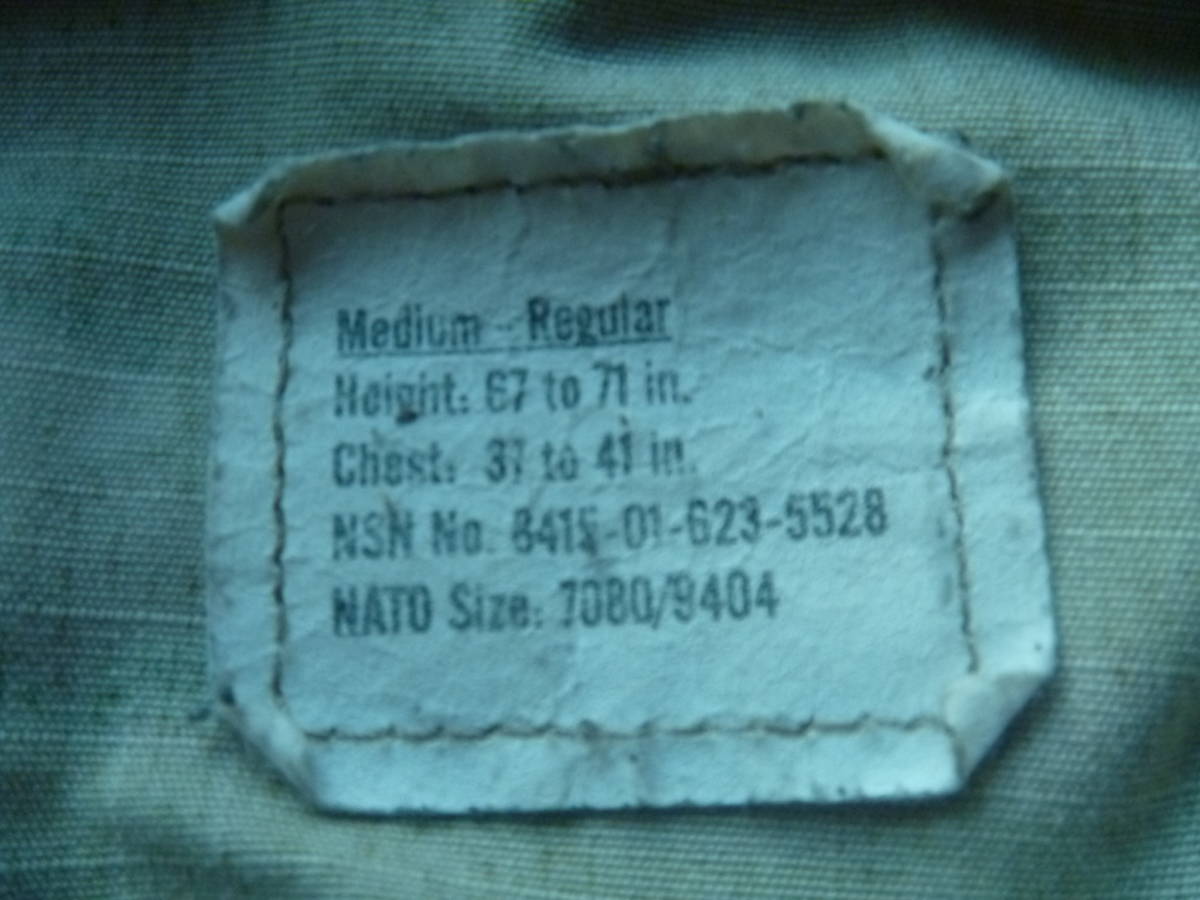 Medium - Regular
Height: 67 to 71 in.
Chest: 37 to 41 in.
NSN No. 8415-01-623-5528
NATO Size: 7080/9404